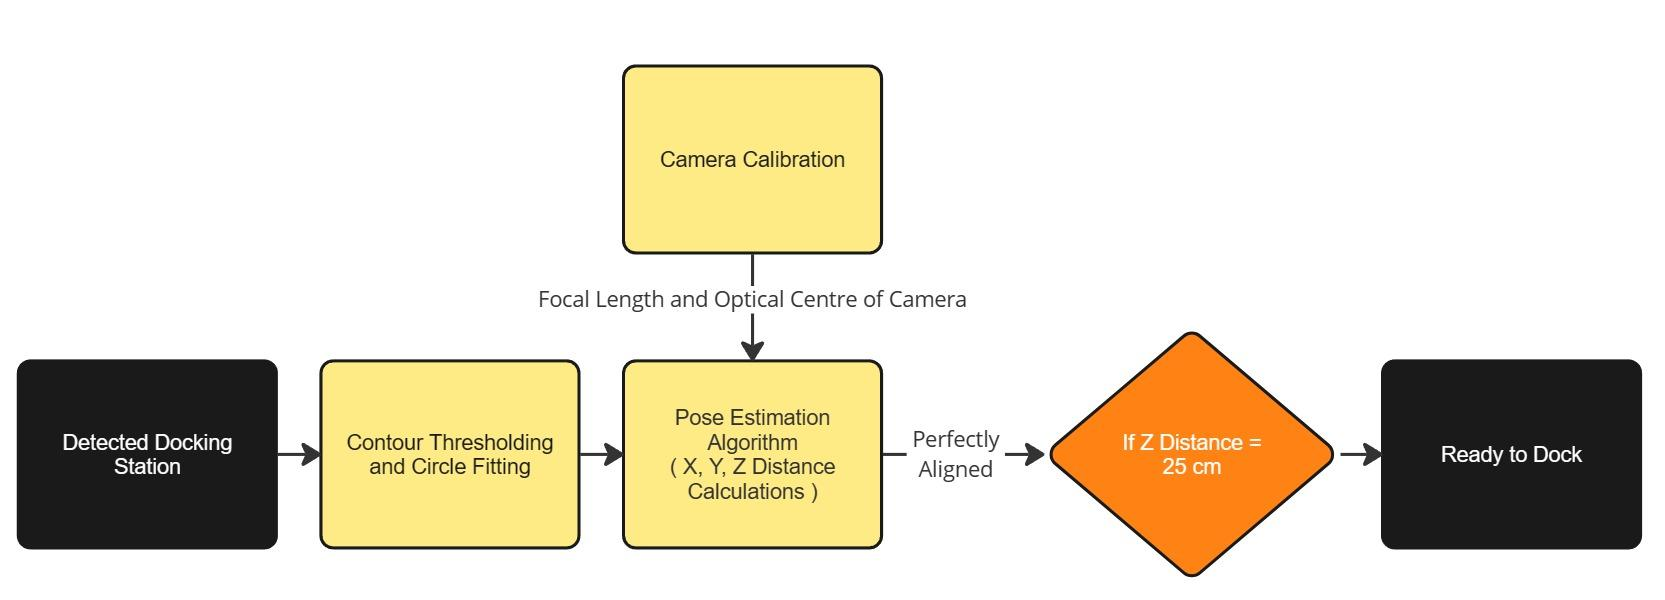 Camera Calibration
Focal Length and Optical Centre of Camera
Detected Docking
Station
Contour Thresholding
and Circle Fitting
Pose Estimation
Algorithm
( X, Y, Z Distance
Calculations )
Perfectly
Aligned
If Z Distance =
25 cm
Ready to Dock